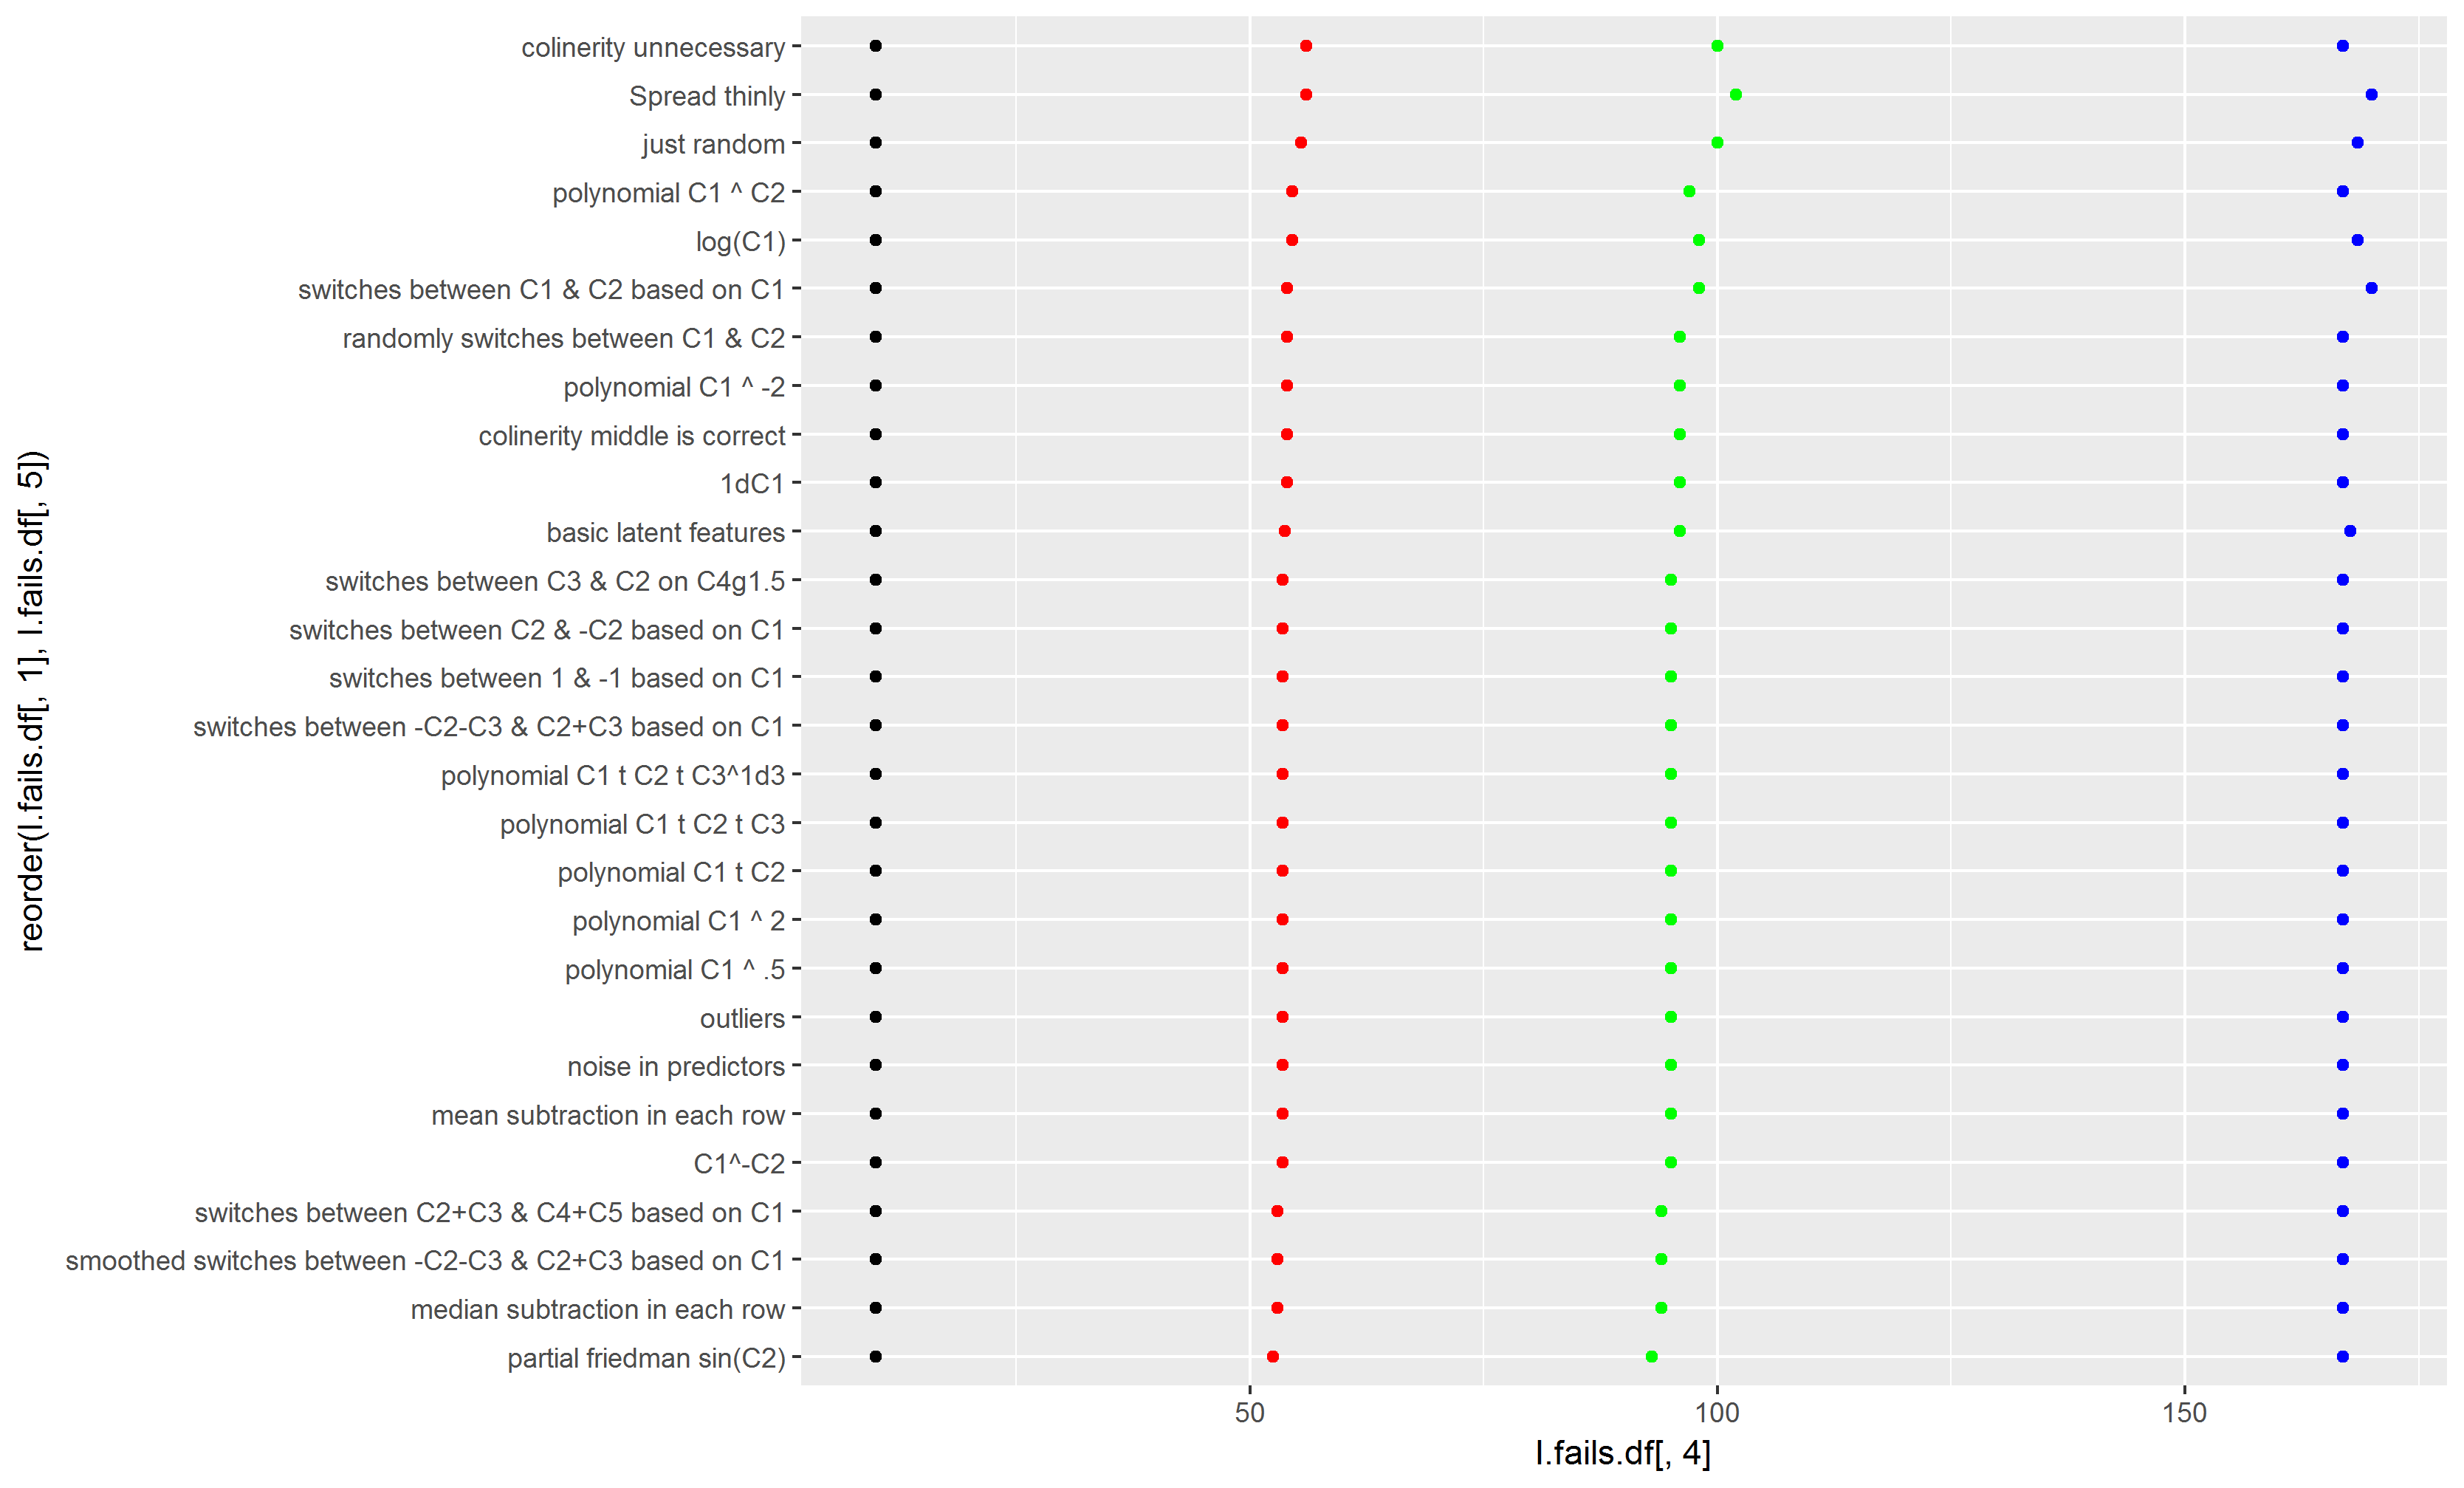 colinerity unnecessary
Spread thinly
just random
polynomial C1 ^ C2
log(C1)
switches between C1 & C2 based on C1
randomly switches between C1 & C2
polynomial C1 ^ -2
colinerity middle is correct
1dC1
basic latent features
switches between C3 & C2 on C4g1.5
switches between C2 & -C2 based on C1
switches between 1 & -1 based on C1
switches between -C2-C3 & C2+C3 based on C1
polynomial C1 t C2 t C3^1d3
polynomial C1 t C2 t C3
polynomial C1 t C2
polynomial C1 ^ 2
polynomial C1 ^ .5
outliers
noise in predictors
mean subtraction in each row
C1^-C2
switches between C2+C3 & C4+C5 based on C1
smoothed switches between -C2-C3 & C2+C3 based on C1
median subtraction in each row
partial friedman sin(C2)
reorder(l.fails.df[, 1], l.fails.df[, 5])
50 100 150
l.fails.df[, 4]